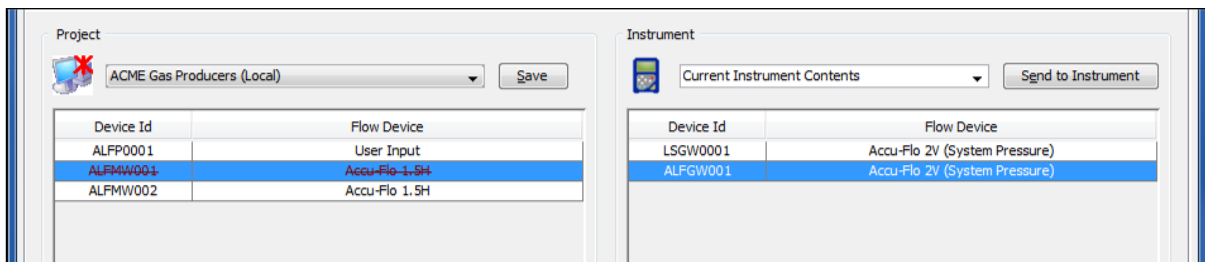 Project
ACME Gas Producers (Local)
Save
Device Id Flow Device
ALFP0001 User Input
ALFMW001 Accu-Flo 1.5H
ALFMW002 Accu-Flo 1.5H
Instrument
Current Instrument Contents
Send to Instrument
Device Id Flow Device
LSGW0001 Accu-Flo 2V (System Pressure)
ALFGW001 Accu-Flo 2V (System Pressure)